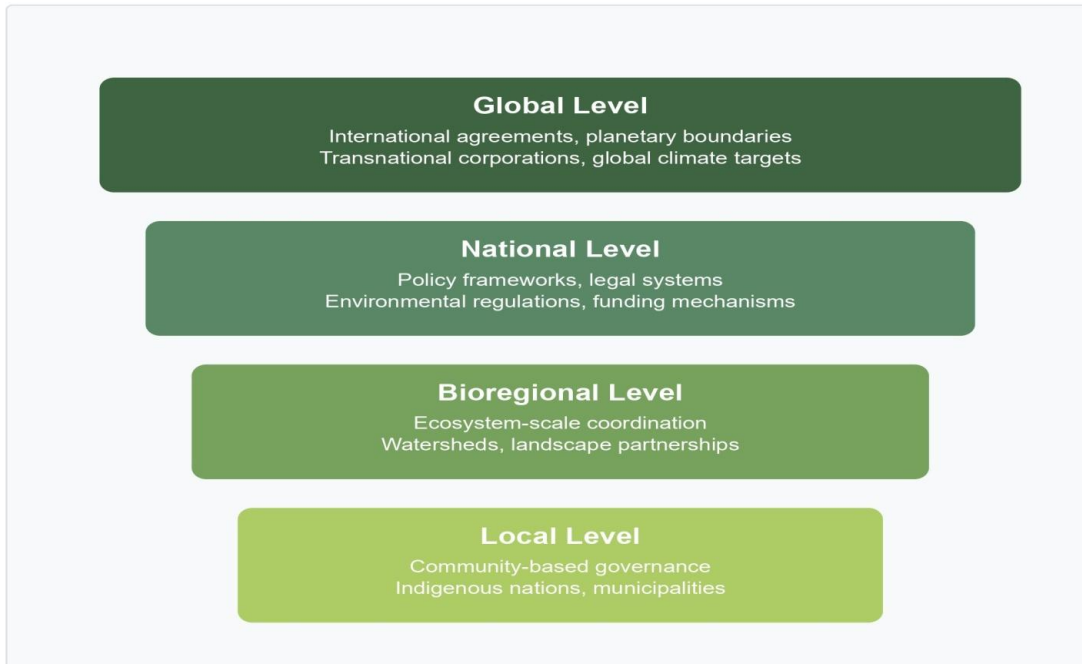 Global Level
International agreements, planetary boundaries
Transnational corporations, global climate targets
National Level
Policy frameworks, legal systems
Environmental regulations, funding mechanisms
Bioregional Level
Ecosystem-scale coordination
Watersheds, landscape partnerships
Local Level
Community-based governance
Indigenous nations, municipalities